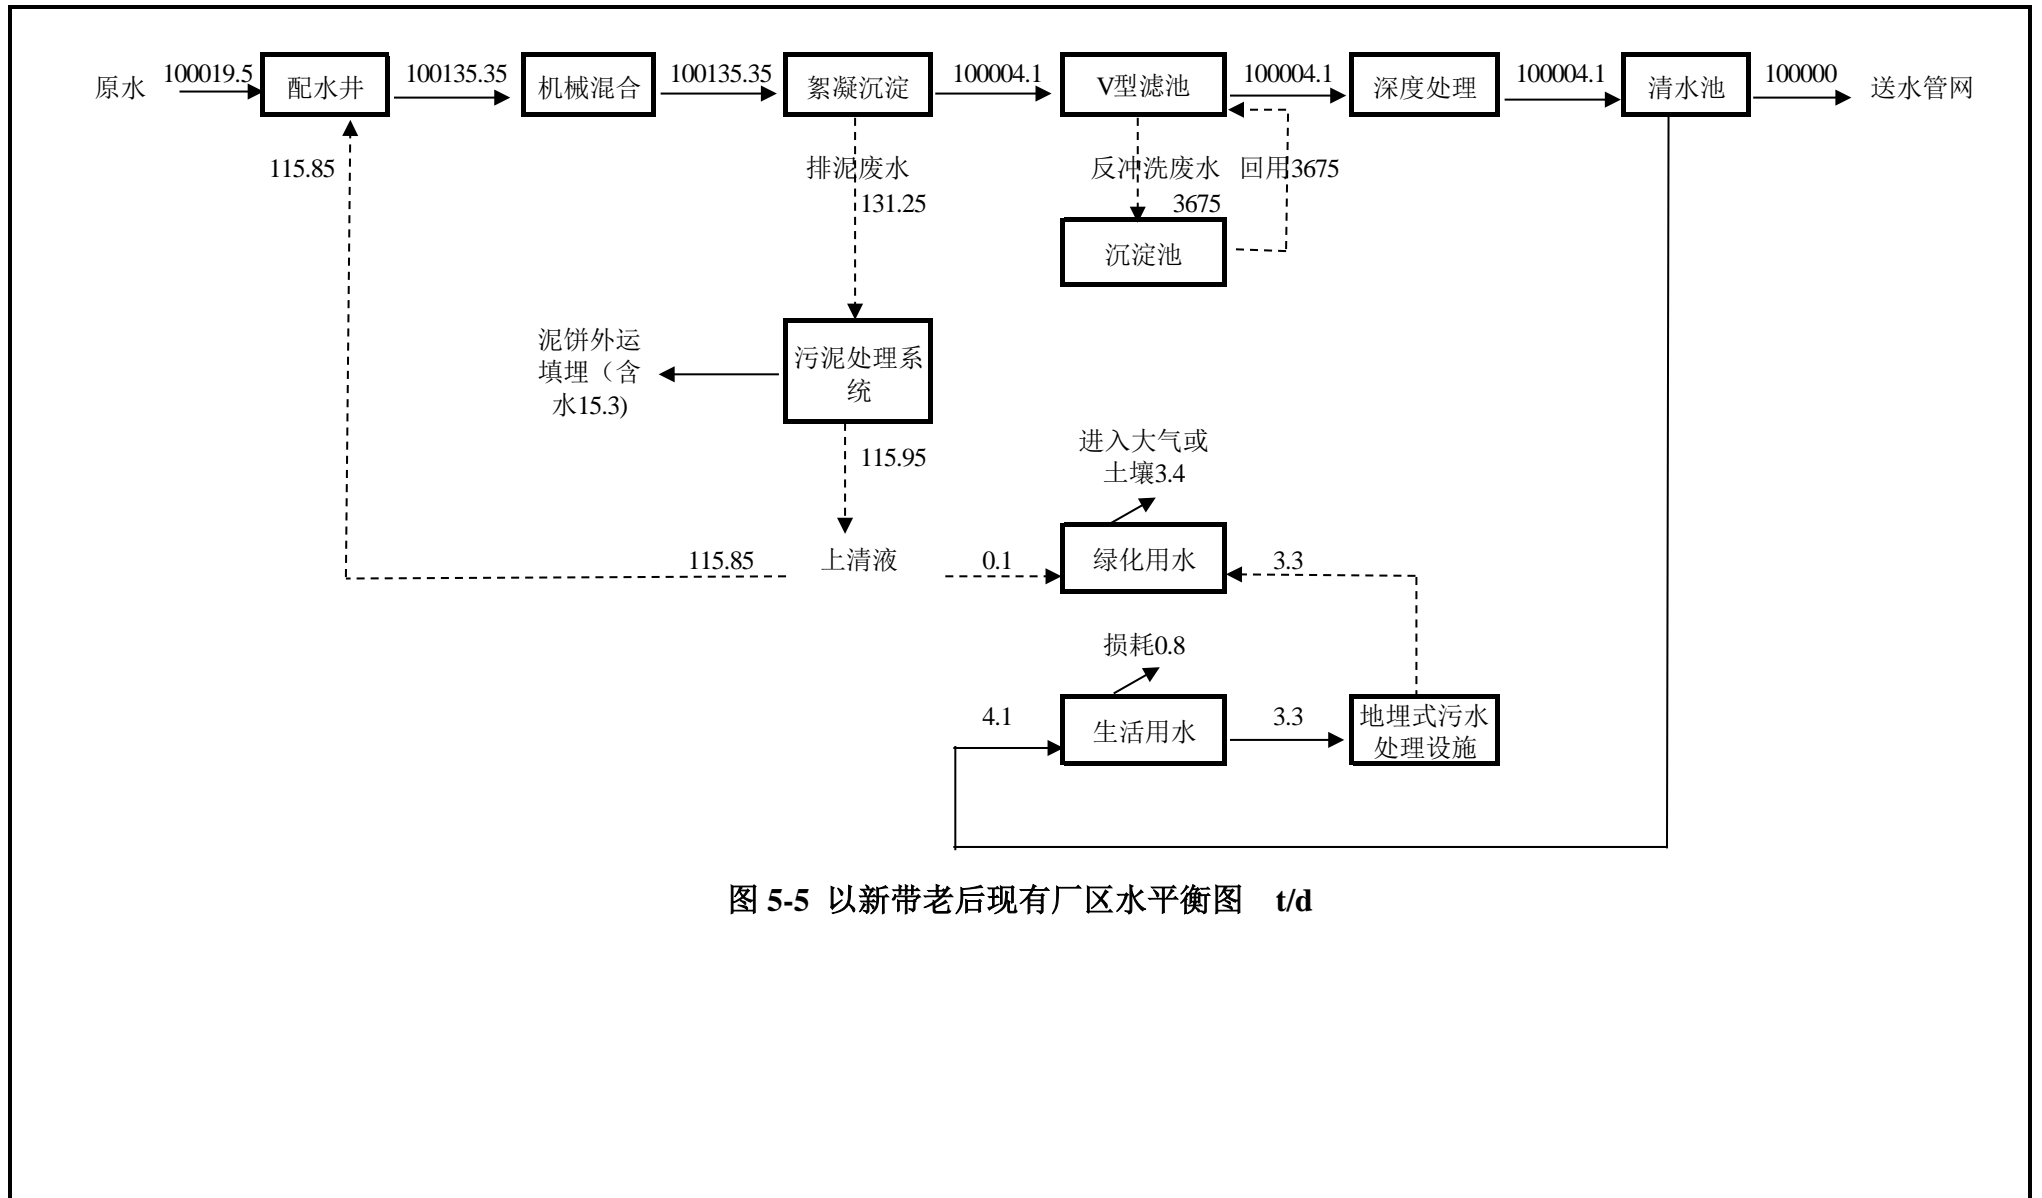 原水
100019.5
配水井
100135.35
机械混合
100135.35
絮凝沉淀
100004.1
V型滤池
100004.1
深度处理
100004.1
清水池
100000
送水管网
115.85
排泥废水
131.25
反冲洗废水
3675
回用3675
沉淀池
泥饼外运
填埋（含
水15.3)
污泥处理系
统
115.95
进入大气或
土壤3.4
115.85
上清液
0.1
绿化用水
3.3
损耗0.8
4.1
生活用水
3.3
地埋式污水
处理设施
图 5-5 以新带老后现有厂区水平衡图 t/d